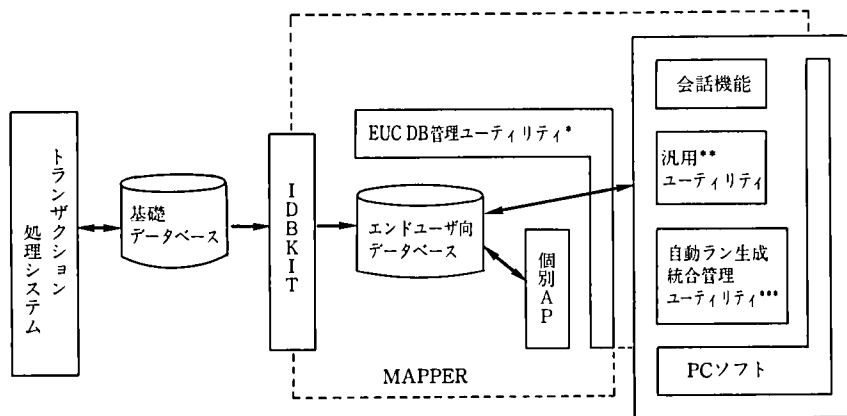 トランザクション
処理システム
基礎
データベース
IDBKIT
EUC DB管理ユーティリティ*
エンドユーザ向
データベース
個別AP
MAPPER
会話機能
汎用**
ユーティリティ
自動ラン生成
統合管理
ユーティリティ***
PCソフト